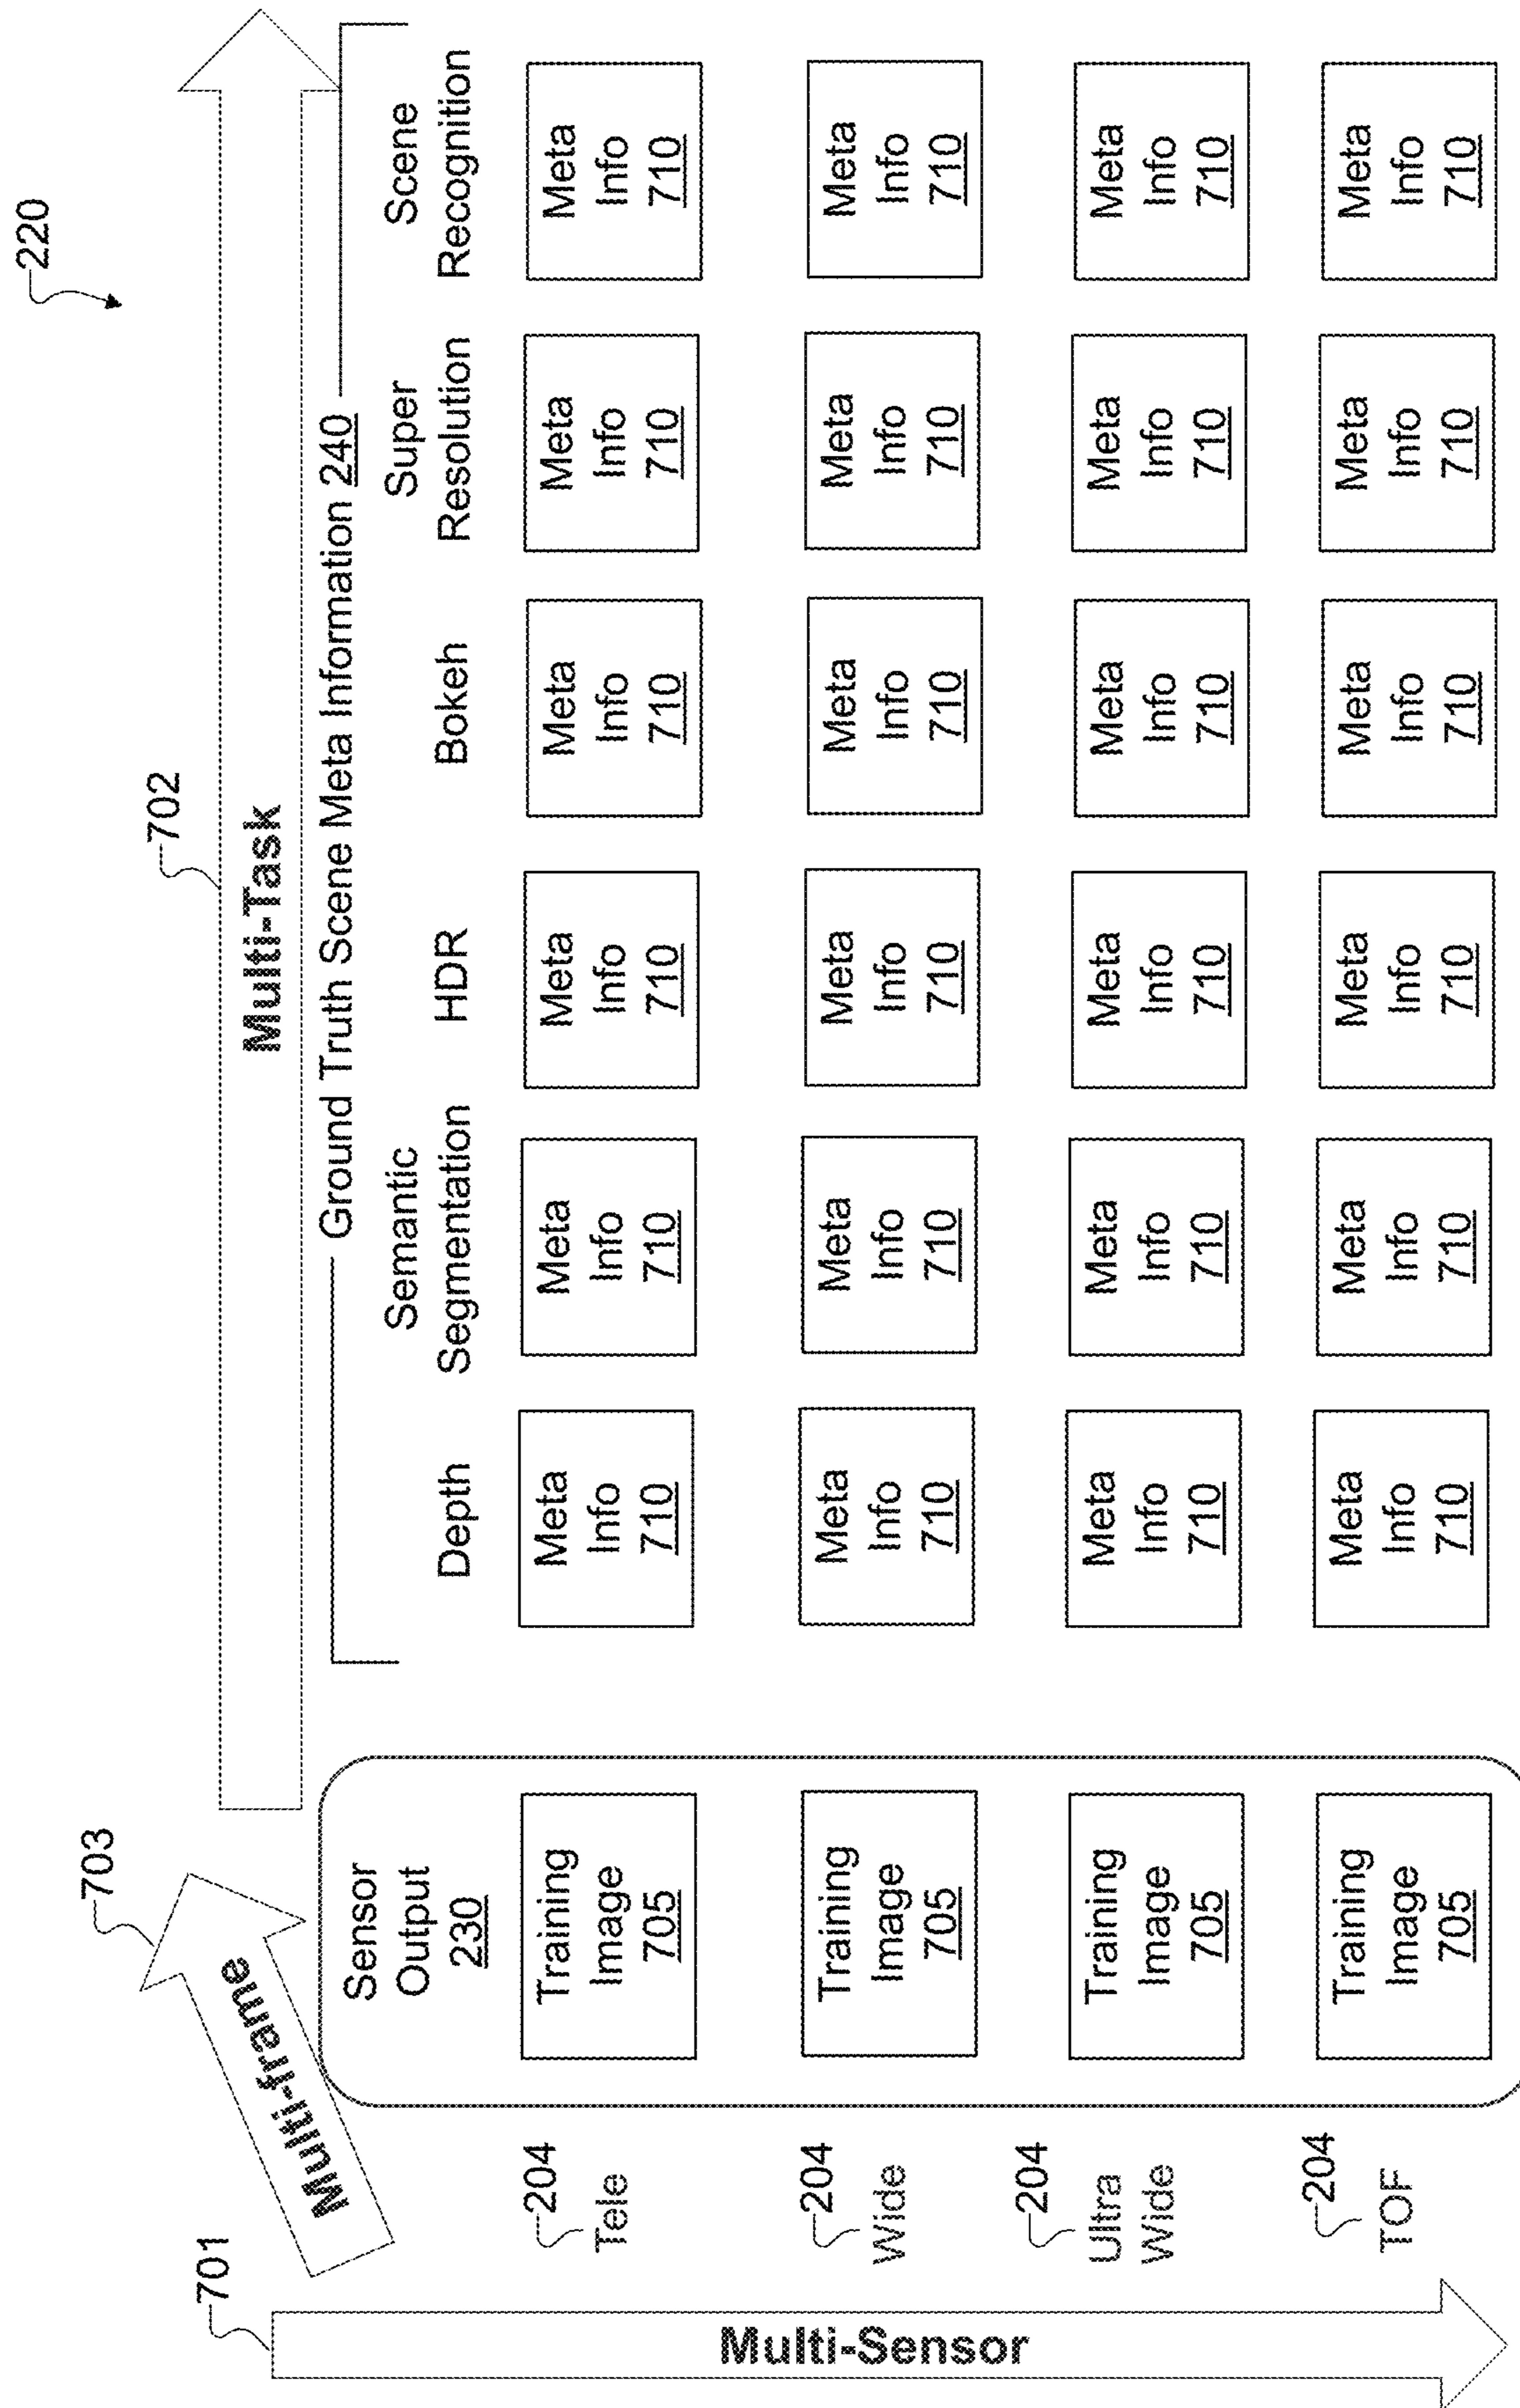 220
702
Multi-Task
703
Multi-frame
701
Multi-Sensor
Ground Truth Scene Meta Information 240
Sensor
Output
230
Depth
Semantic
Segmentation
HDR
Bokeh
Super
Resolution
Scene
Recognition
204
Tele
Training
Image
705
Meta
Info
710
Meta
Info
710
Meta
Info
710
Meta
Info
710
Meta
Info
710
Meta
Info
710
204
Wide
Training
Image
705
Meta
Info
710
Meta
Info
710
Meta
Info
710
Meta
Info
710
Meta
Info
710
Meta
Info
710
204
Ultra
Wide
Training
Image
705
Meta
Info
710
Meta
Info
710
Meta
Info
710
Meta
Info
710
Meta
Info
710
Meta
Info
710
204
TOF
Training
Image
705
Meta
Info
710
Meta
Info
710
Meta
Info
710
Meta
Info
710
Meta
Info
710
Meta
Info
710